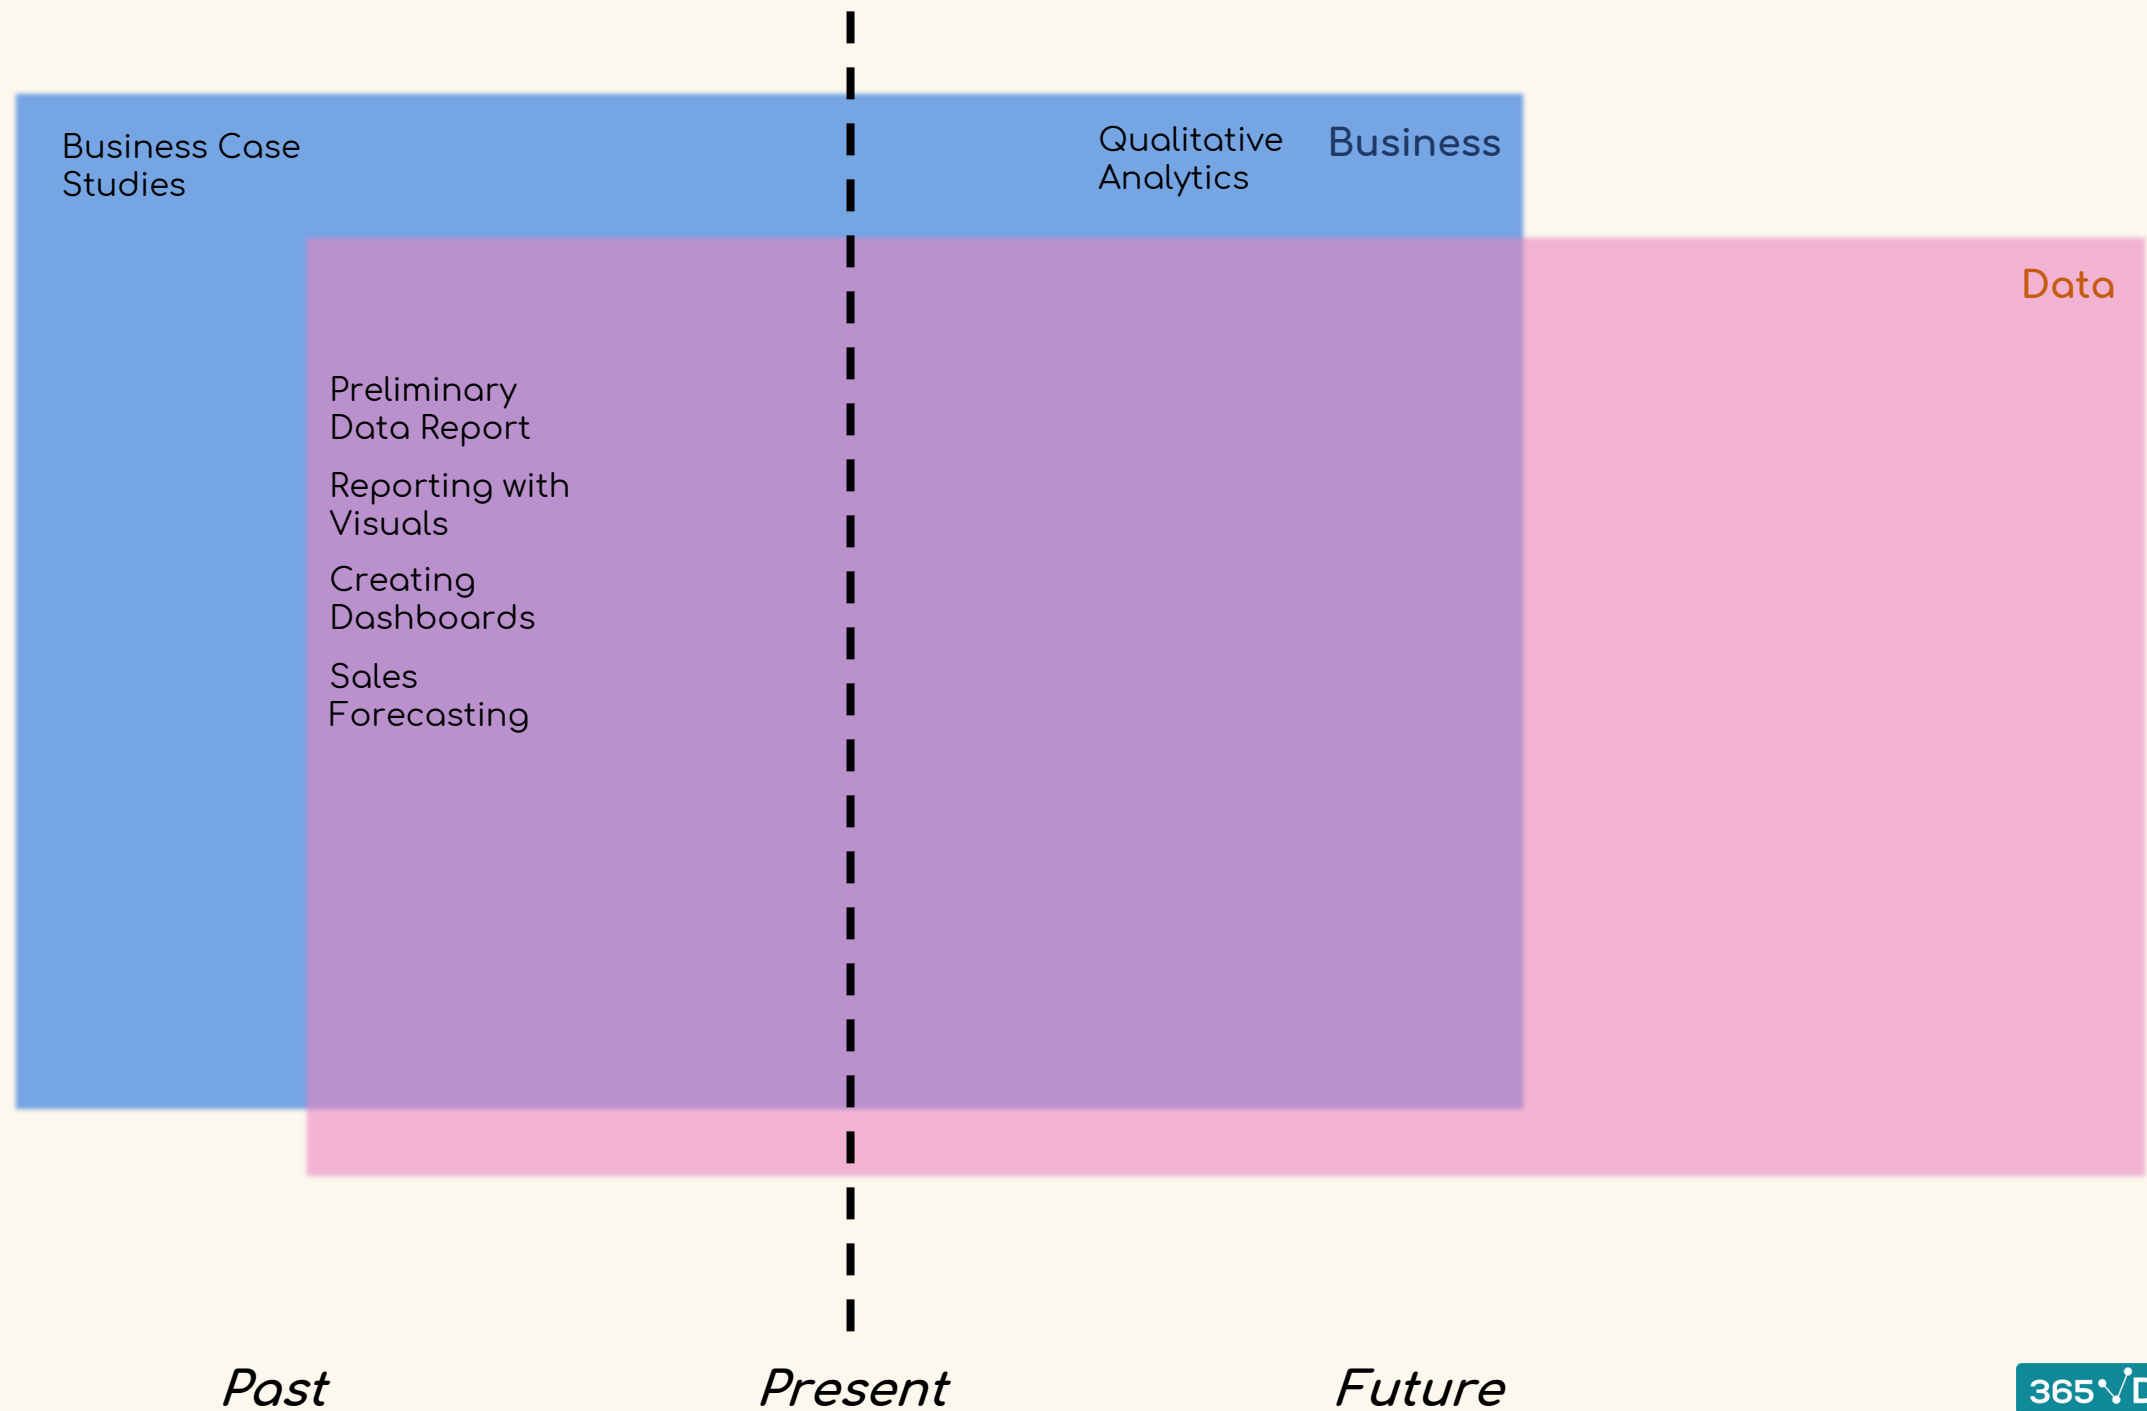 Business Case
Studies
Qualitative
Analytics
Business
Data
Preliminary
Data Report
Reporting with
Visuals
Creating
Dashboards
Sales
Forecasting
Past
Present
Future
365 D